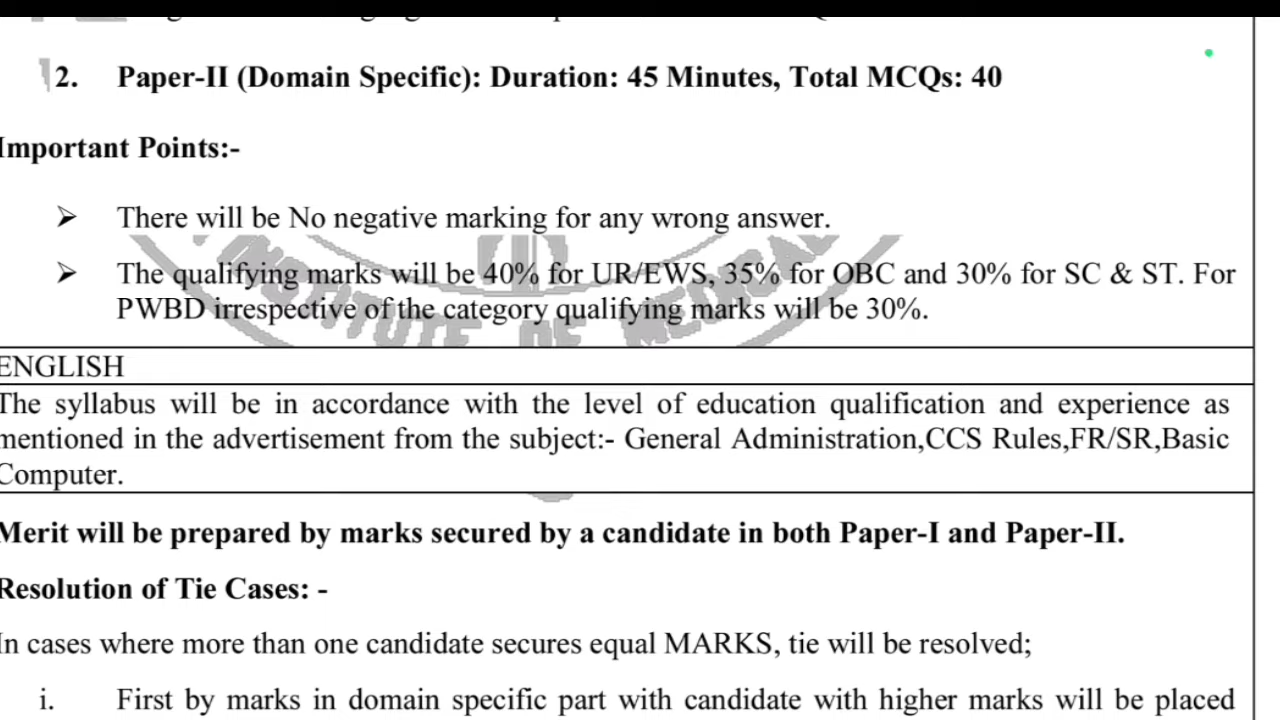 2. Paper-II (Domain Specific): Duration: 45 Minutes, Total MCQs: 40
Important Points:-
➢ There will be No negative marking for any wrong answer.
➢ The qualifying marks will be 40% for UR/EWS, 35% for OBC and 30% for SC & ST. For
PWBD irrespective of the category qualifying marks will be 30%.
INSTITUTE OF MEDICAL
ENGLISH
The syllabus will be in accordance with the level of education qualification and experience as
mentioned in the advertisement from the subject:- General Administration,CCS Rules,FR/SR,Basic
Computer.
Merit will be prepared by marks secured by a candidate in both Paper-I and Paper-II.
Resolution of Tie Cases: -
In cases where more than one candidate secures equal MARKS, tie will be resolved;
i. First by marks in domain specific part with candidate with higher marks will be placed